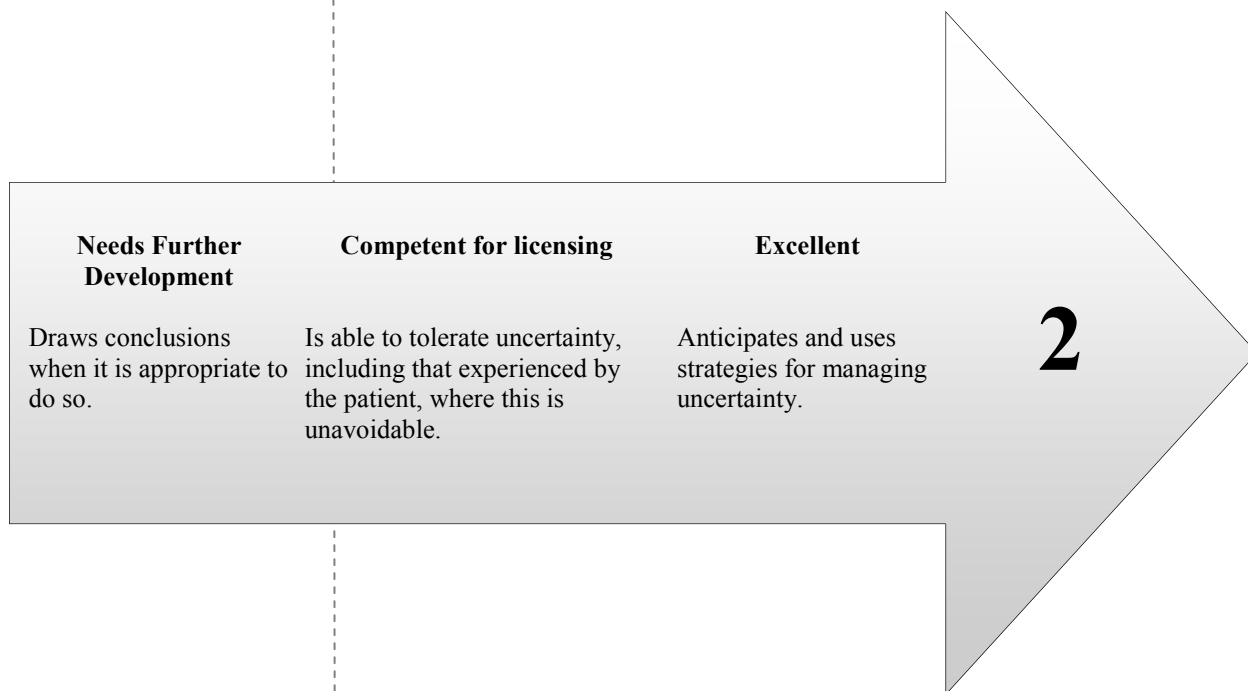 Needs Further
Development
Draws conclusions
when it is appropriate to
do so.
Competent for licensing
Is able to tolerate uncertainty,
including that experienced by
the patient, where this is
unavoidable.
Excellent
Anticipates and uses
strategies for managing
uncertainty.
2